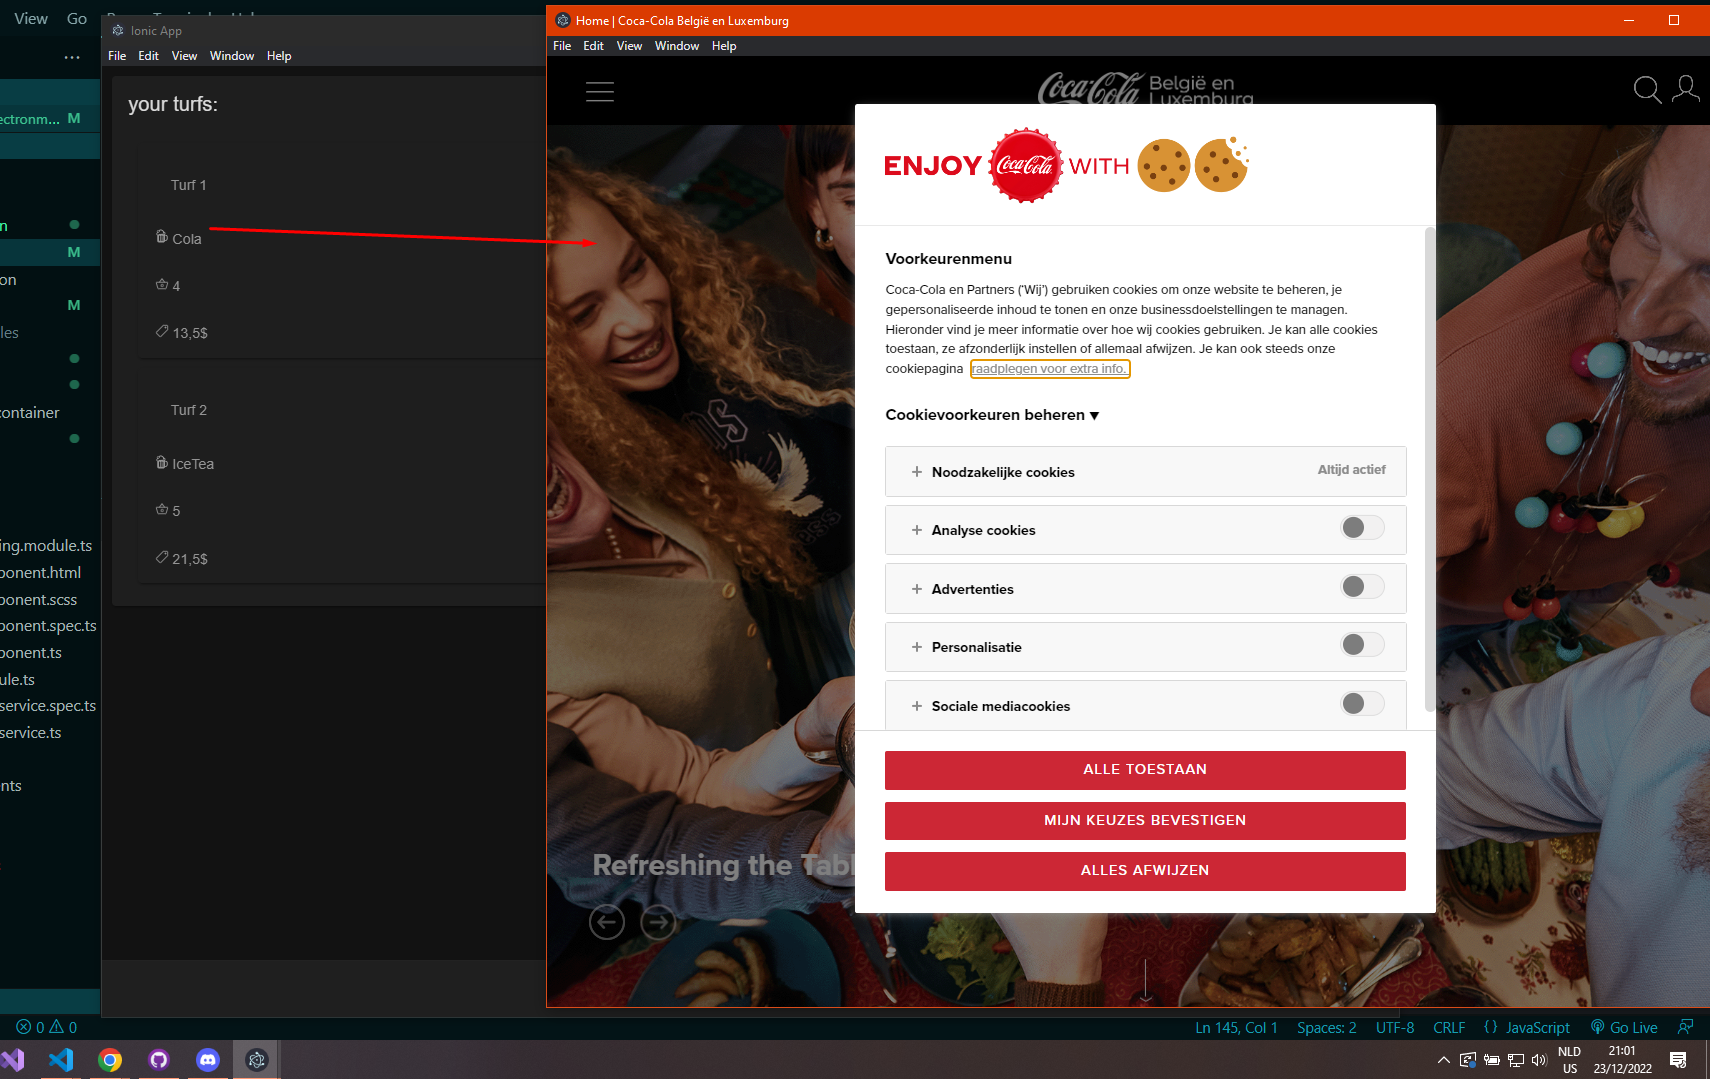 View Go
···
M
M
M
les
container
ing.module.ts
ponent.html
ponent.scss
ponent.spec.ts
ponent.ts
ule.ts
service.spec.ts
service.ts
nts
Ionic App
File Edit View Window Help
your turfs:
Turf 1
Cola
4
13,5$
Turf 2
IceTea
5
21,5$
Home | Coca-Cola België en Luxemburg
File Edit View Window Help
Coca-Cola België en
Luxemburg
ENJOY Coca-Cola WITH
Voorkeurenmenu
Coca-Cola en Partners (‘Wij’) gebruiken cookies om onze website te beheren, je
gepersonaliseerde inhoud te tonen en onze businessdoelstellingen te managen.
Hieronder vind je meer informatie over hoe wij cookies gebruiken. Je kan alle cookies
toestaan, ze afzonderlijk instellen of allemaal afwijzen. Je kan ook steeds onze
cookiepagina raadplegen voor extra info.
Cookievoorkeuren beheren ▼
+ Noodzakelijke cookies Altijd actief
+ Analyse cookies
+ Advertenties
+ Personalisatie
+ Sociale mediacookies
ALLE TOESTAAN
MIJN KEUZES BEVESTIGEN
ALLES AFWIJZEN
Refreshing the Tabl
0 0
Ln 145, Col 1 Spaces: 2 UTF-8 CRLF {} JavaScript Go Live
NLD
US
21:01
23/12/2022